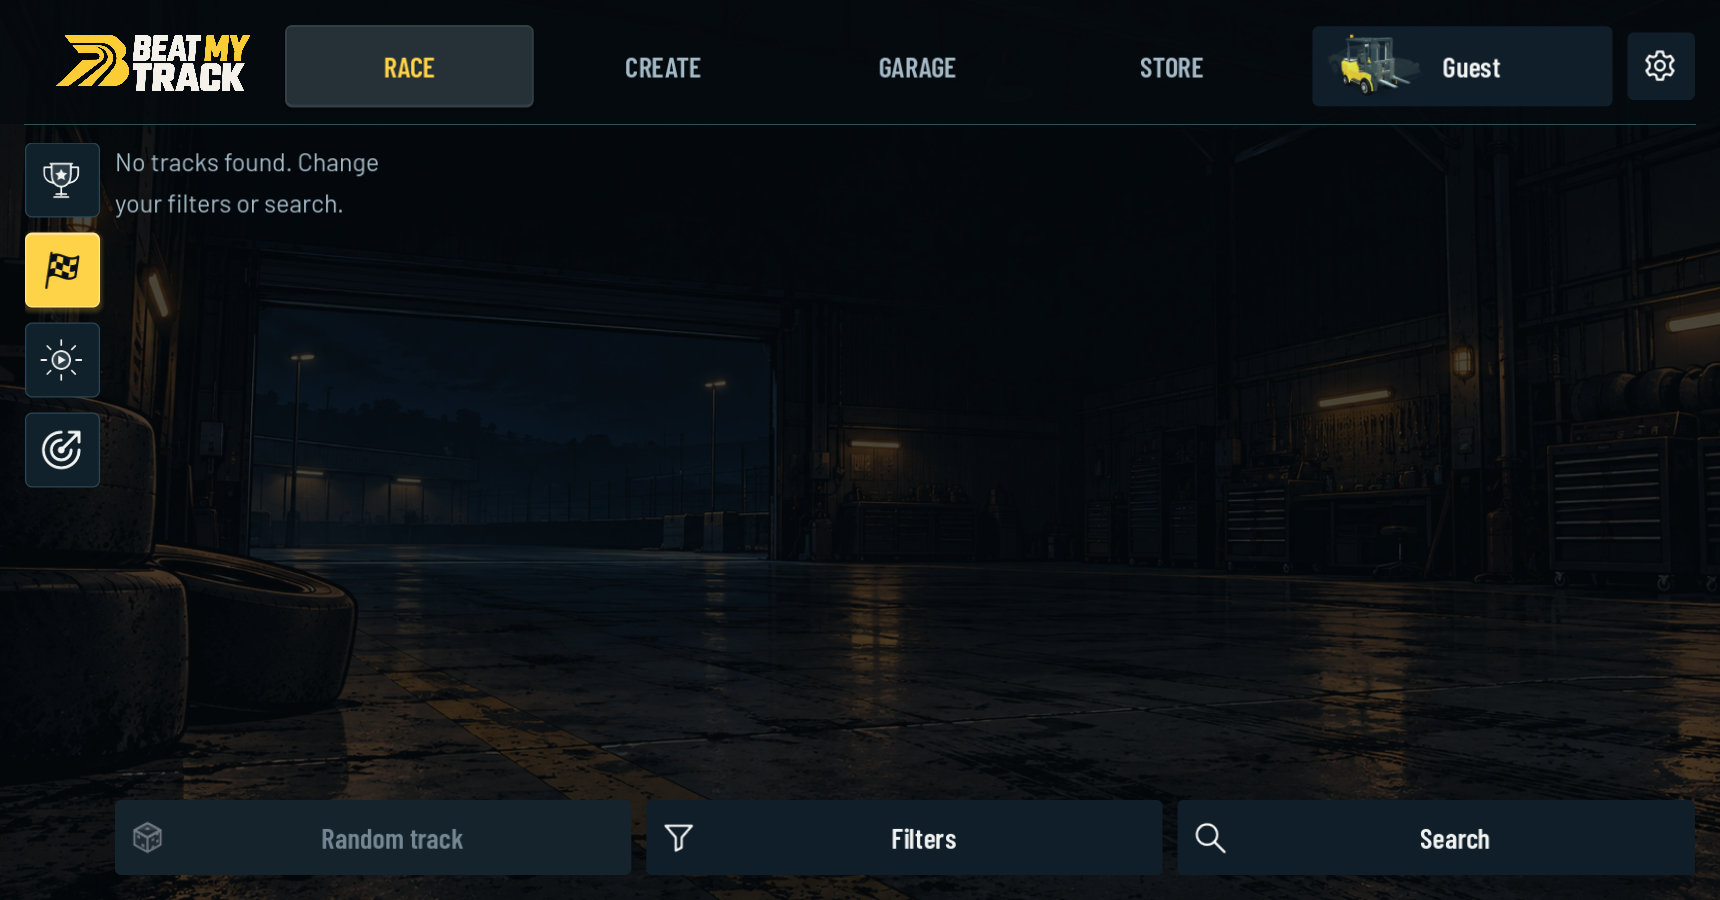 BEAT MY
TRACK
RACE
CREATE
GARAGE
STORE
Guest
No tracks found. Change
your filters or search.
Random track
Filters
Search